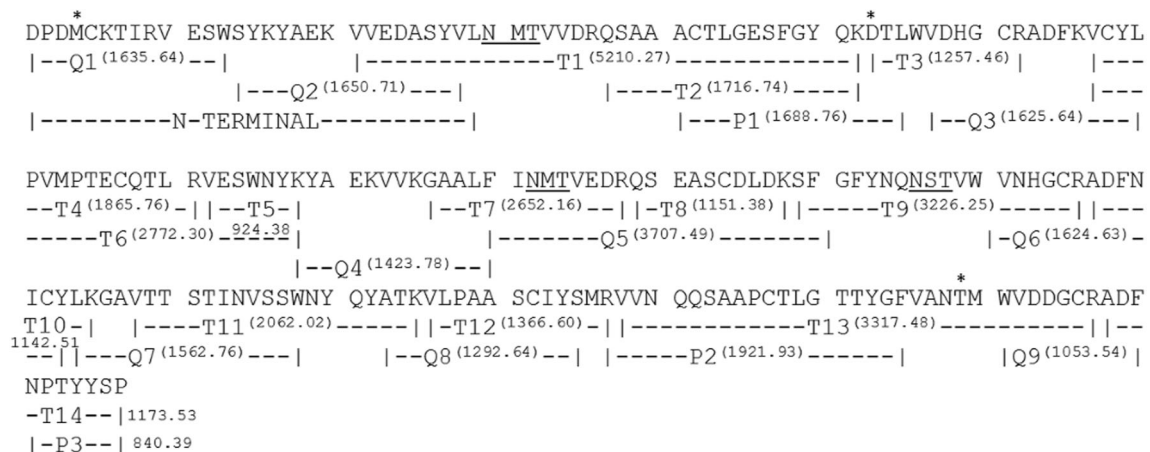 * *
DPDMCKTIRV ESWSYKYAEK VVEDASYVLN MTVVDRQSAA ACTLGESFGY QKDTLWVDHG CRADFKVCYL
|--Q1(1635.64)---| |------------T1(5210.27)------------||-T3(1257.46)| |---
|---Q2(1650.71)---| |----T2(1716.74)-----| |---
|---------N-TERMINAL----------| |--P1(1688.76)---| |--Q3(1625.64)--|
PVMPTECQTL RVESWNYKYA EKVVKGAALF INMTVEDRQS EASCDLDKSF GFYNQNSTVW VNHGCRADFN
--T4(1865.76)-||--T5-| |--T7(2652.16)--||-T8(1151.38)||-----T9(3226.25)-----||--
-----T6(2772.30)-924.38-| |-------Q5(3707.49)-------| |-Q6(1624.63)-
|--Q4(1423.78)--| *
ICYLKGAVTT STINVSSWNY QYATKVLPAA SCIYSMRVVN QQSAAPCTLG TTYGFVANTM WVDDGCRADF
T10-| |----T11(2062.02)-----||-T12(1366.60)-||------------T13(3317.48)----------||--
1142.51
--||---Q7(1562.76)---| |--Q8(1292.64)---| |-----P2(1921.93)------| |Q9(1053.54)|
NPTYYSP
-T14--|1173.53
|-P3--|840.39